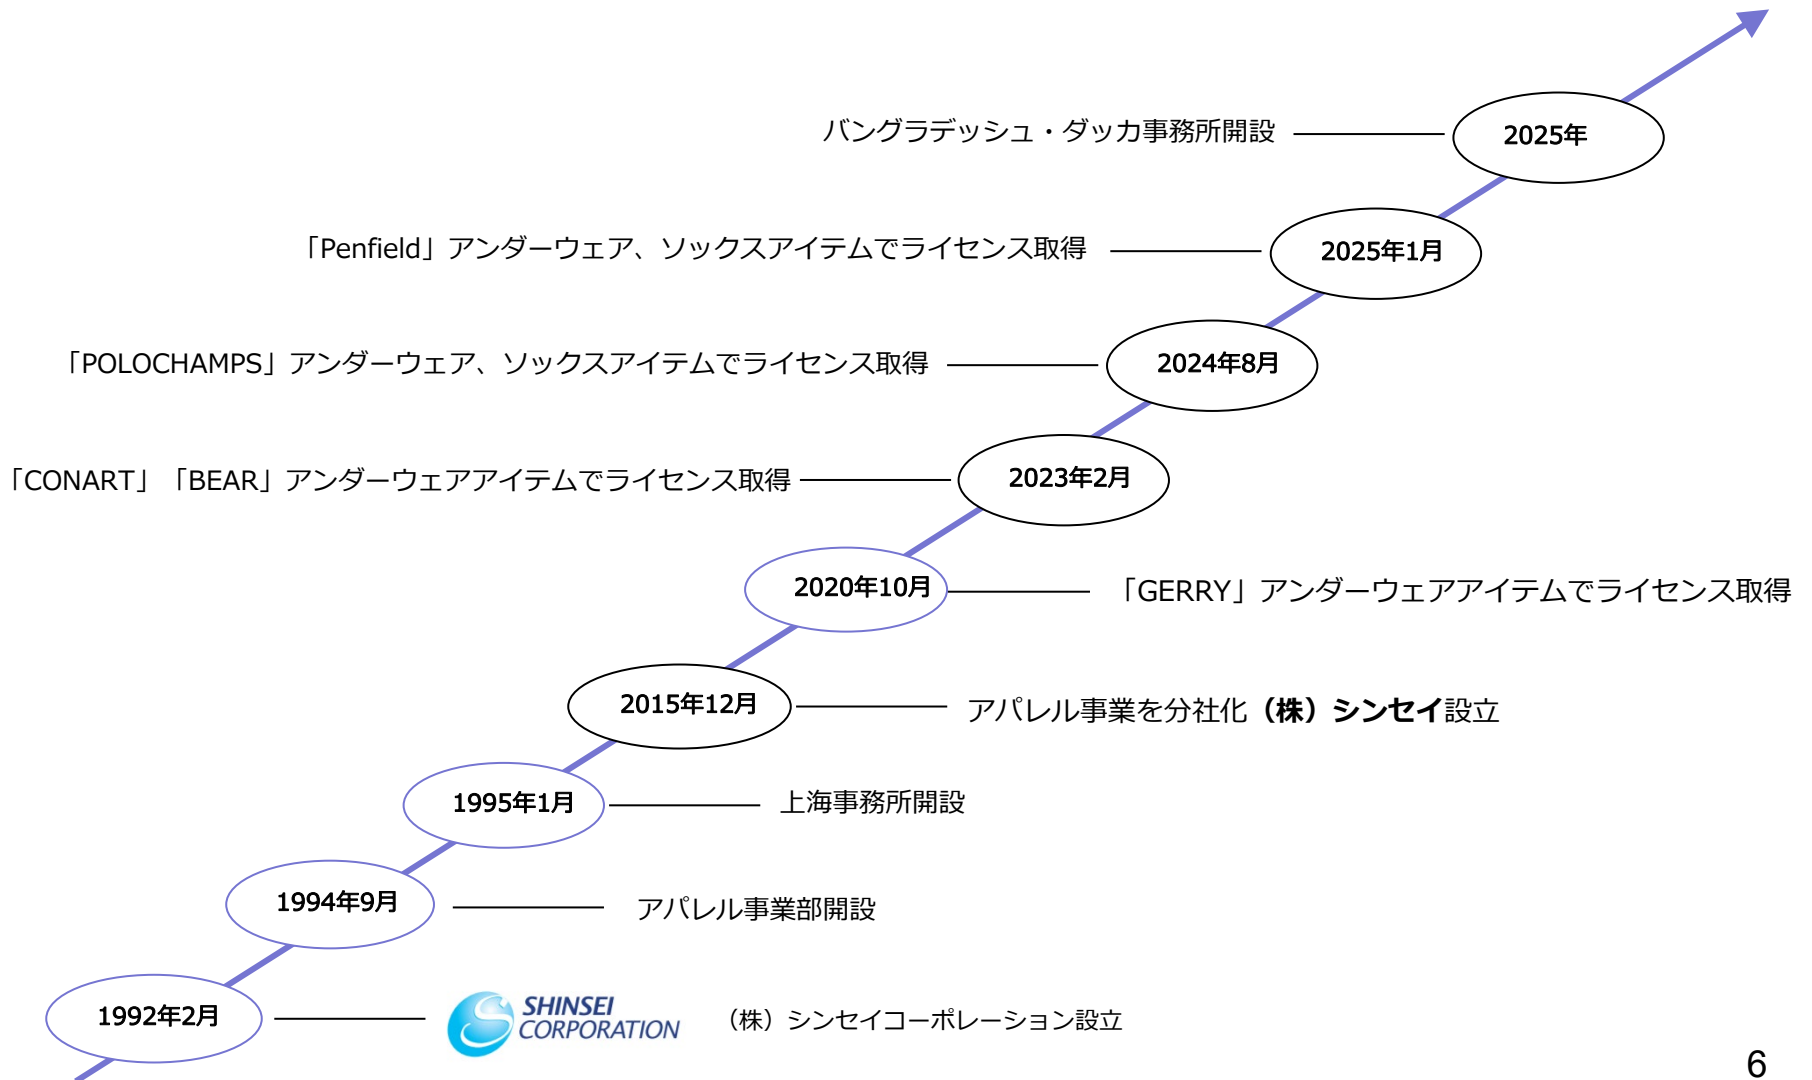 バングラデッシュ・ダッカ事務所開設 2025年
「Penfield」アンダーウェア、ソックスアイテムでライセンス取得 2025年1月
「POLOCHAMPS」アンダーウェア、ソックスアイテムでライセンス取得 2024年8月
「CONART」「BEAR」アンダーウェアアイテムでライセンス取得 2023年2月
2020年10月 「GERRY」アンダーウェアアイテムでライセンス取得
2015年12月 アパレル事業を分社化（株）シンセイ設立
1995年1月 上海事務所開設
1994年9月 アパレル事業部開設
1992年2月 SHINSEI CORPORATION （株）シンセイコーポレーション設立
6